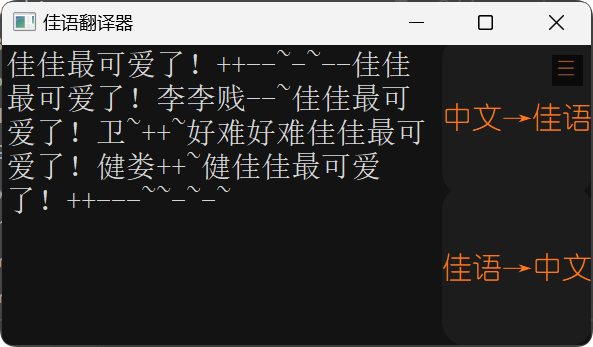 佳语翻译器
佳佳最可爱了！++--~-~--佳佳
最可爱了！李李贱--~佳佳最可
爱了！卫~++~好难好难佳佳最可
爱了！健娄++~健佳佳最可爱
了！++---~~-~-~
中文→佳语
佳语→中文